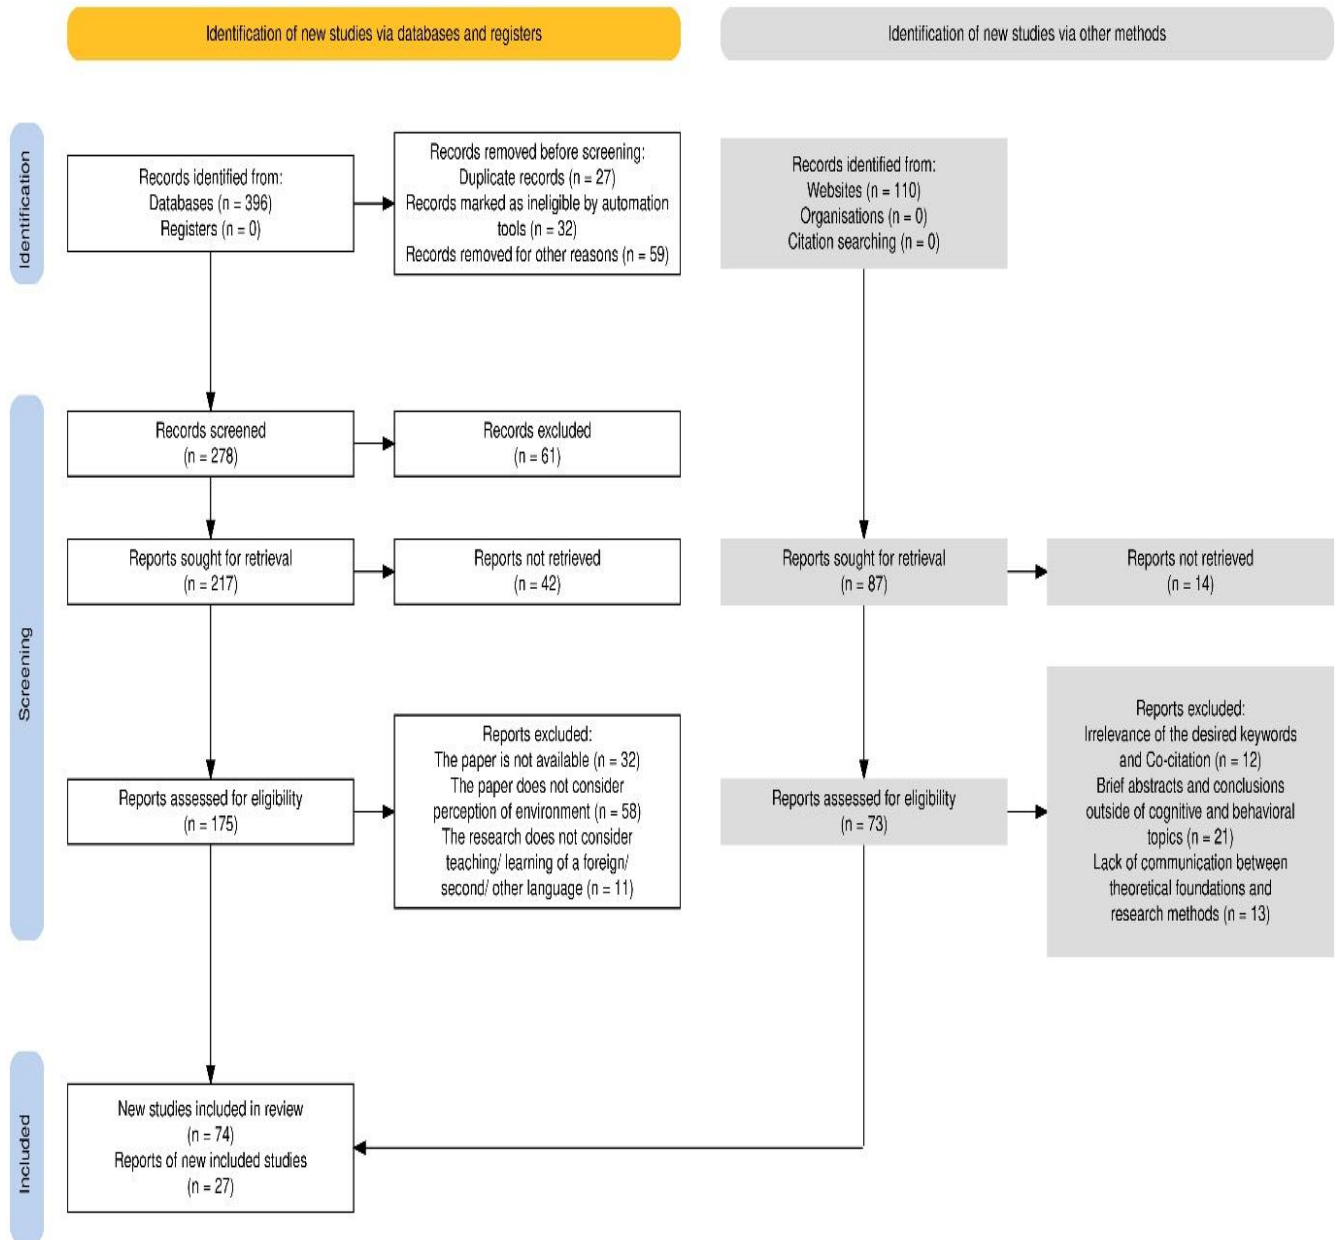 Identification of new studies via databases and registers
Identification of new studies via other methods
Identification
Records identified from:
Databases (n = 396)
Registers (n = 0)
Records removed before screening:
Duplicate records (n = 27)
Records marked as ineligible by automation
tools (n = 32)
Records removed for other reasons (n = 59)
Records identified from:
Websites (n = 110)
Organisations (n = 0)
Citation searching (n = 0)
Screening
Records screened
(n = 278)
Records excluded
(n = 61)
Reports sought for retrieval
(n = 217)
Reports not retrieved
(n = 42)
Reports sought for retrieval
(n = 87)
Reports not retrieved
(n = 14)
Reports assessed for eligibility
(n = 175)
Reports excluded:
The paper is not available (n = 32)
The paper does not consider
perception of environment (n = 58)
The research does not consider
teaching/ learning of a foreign/
second/ other language (n = 11)
Reports assessed for eligibility
(n = 73)
Reports excluded:
Irrelevance of the desired keywords
and Co-citation (n = 12)
Brief abstracts and conclusions
outside of cognitive and behavioral
topics (n = 21)
Lack of communication between
theoretical foundations and
research methods (n = 13)
Included
New studies included in review
(n = 74)
Reports of new included studies
(n = 27)